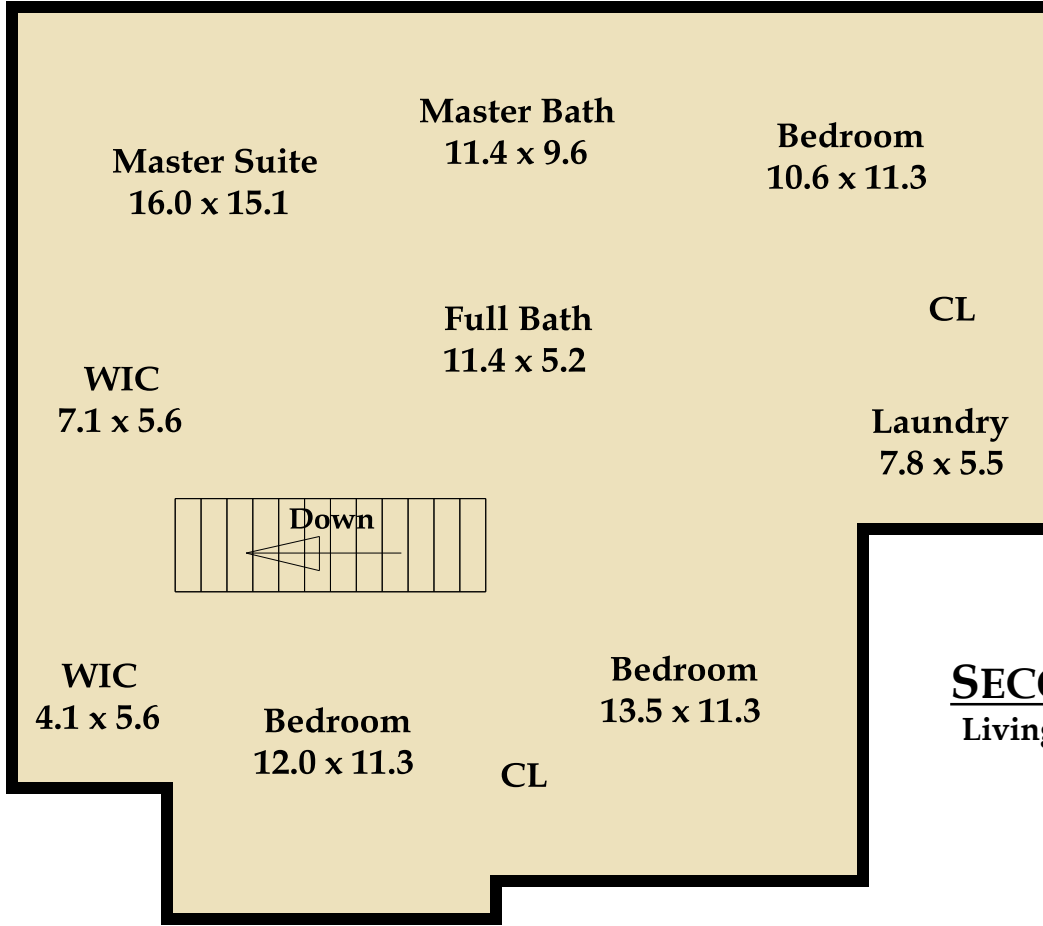 Master Bath
11.4 x 9.6
Bedroom
10.6 x 11.3
Master Suite
16.0 x 15.1
CL
Full Bath
11.4 x 5.2
WIC
7.1 x 5.6
Laundry
7.8 x 5.5
Down
WIC
4.1 x 5.6
Bedroom
13.5 x 11.3
Bedroom
12.0 x 11.3
CL
Living